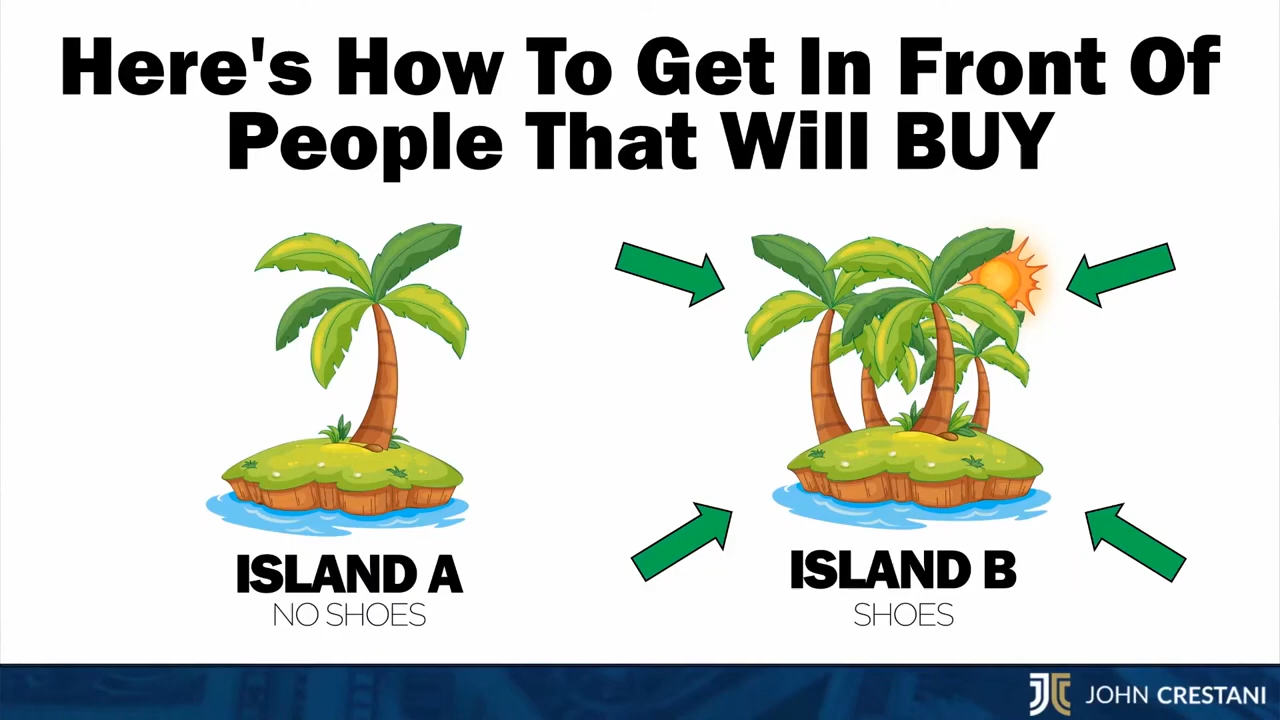 Here's How To Get In Front Of
People That Will BUY
ISLAND A
NO SHOES
ISLAND B
SHOES
JOHN CRESTANI